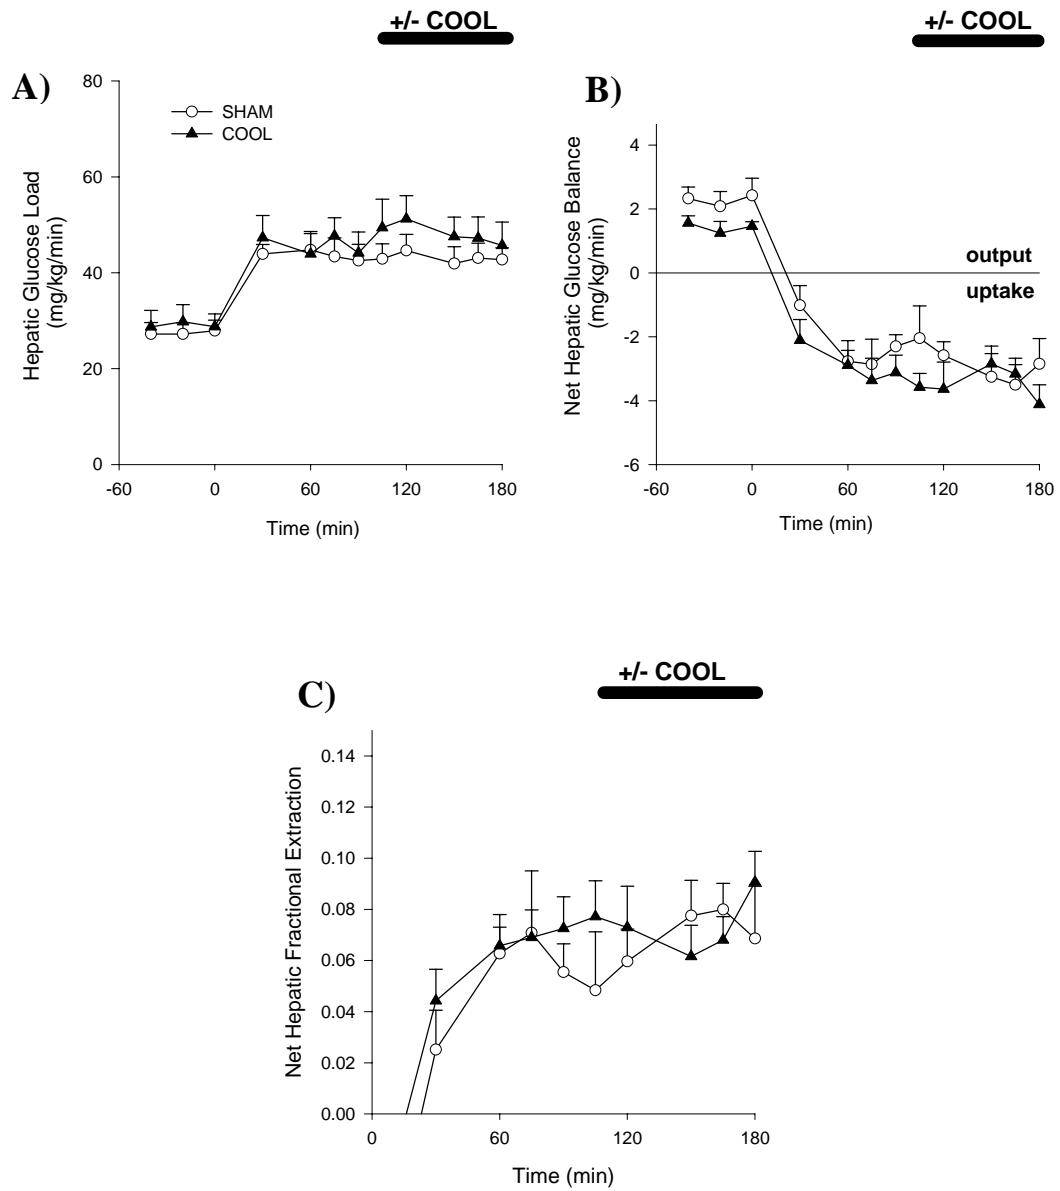 +/- COOL
A)
80
60
40
20
0
-60
0
60
120
180
Hepatic Glucose Load
(mg/kg/min)
Time (min)
SHAM
COOL
+/- COOL
B)
4
2
0
-2
-4
-6
-60
0
60
120
180
Net Hepatic Glucose Balance
(mg/kg/min)
Time (min)
output
uptake
+/- COOL
C)
0.14
0.12
0.10
0.08
0.06
0.04
0.02
0.00
0
60
120
180
Net Hepatic Fractional Extraction
Time (min)